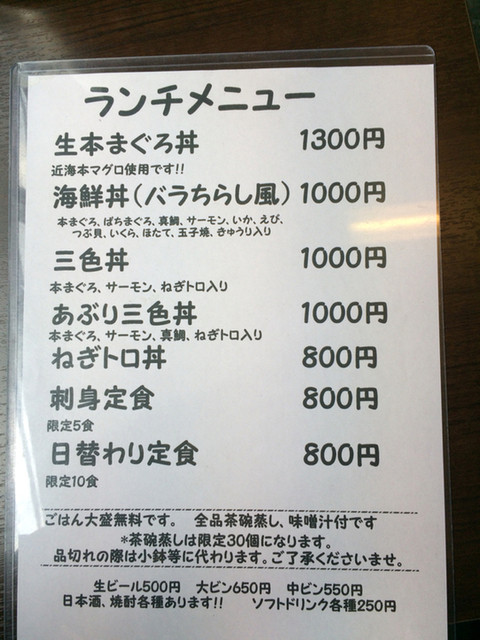 ランチメニュー
生本まぐろ丼 1300円
近海本マグロ使用です!!
海鮮丼(バラちらし風) 1000円
本まぐろ、ばちまぐろ、真鯛、サーモン、いか、えび、
つぶ貝、いくら、ほたて、玉子焼、きゅうり入り
三色丼 1000円
本まぐろ、サーモン、ねぎトロ入り
あぶり三色丼 1000円
本まぐろ、サーモン、真鯛、ねぎトロ入り
ねぎトロ丼 800円
刺身定食 800円
限定5食
日替わり定食 800円
限定10食
ごはん大盛無料です。 全品茶碗蒸し、味噌汁付です
*茶碗蒸しは限定30個になります。
品切れの際は小鉢等に代わります。ご了承くださいませ。
生ビール500円 大ビン650円 中ビン550円
日本酒、焼酎各種あります!! ソフトドリンク各種250円